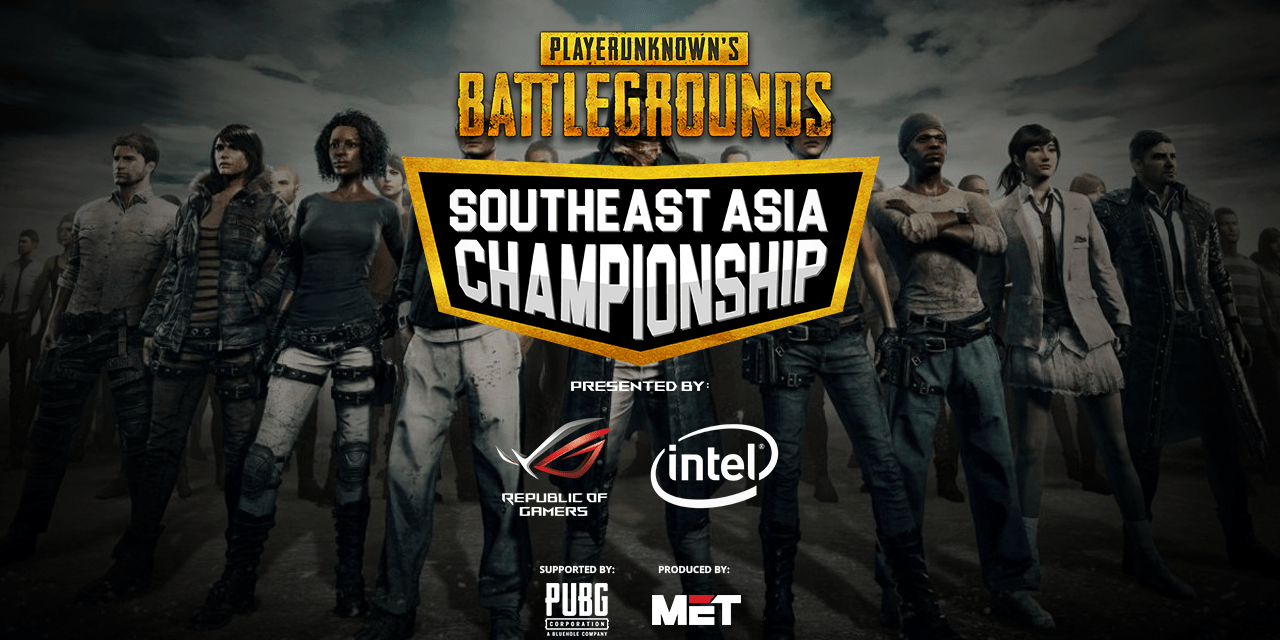 PLAYERUNKNOWN'S
BATTLEGROUNDS
SOUTHEAST ASIA
CHAMPIONSHIP
PRESENTED BY:
REPUBLIC OF
GAMERS
intel®
SUPPORTED BY:
PRODUCED BY:
PUBG
CORPORATION
A BLUEHOLE COMPANY
MET